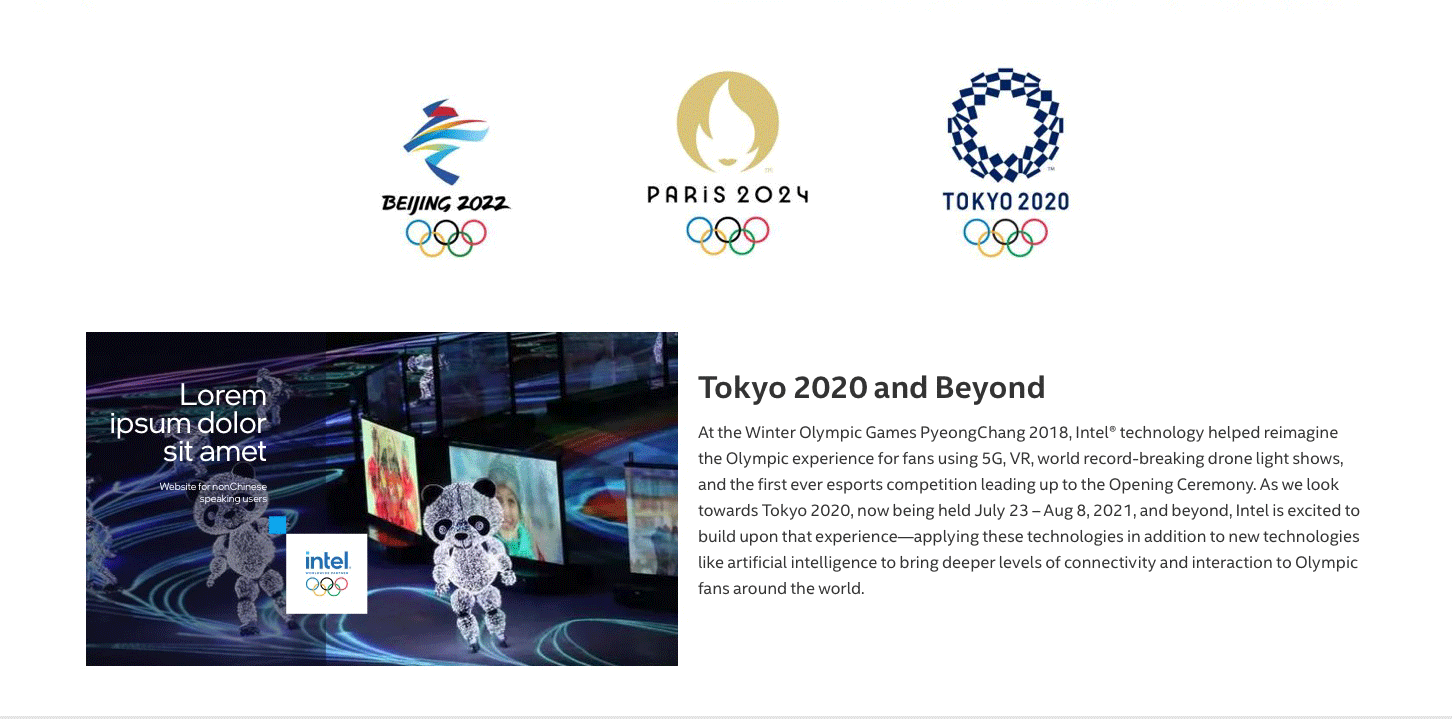 BEIJING 2022
PARiS 2024
™
TOKYO 2020
™
Lorem
ipsum dolor
sit amet
Website for nonChinese
speaking users
intel
WORLDWIDE PARTNER
Tokyo 2020 and Beyond
At the Winter Olympic Games PyeongChang 2018, Intel® technology helped reimagine
the Olympic experience for fans using 5G, VR, world record-breaking drone light shows,
and the first ever esports competition leading up to the Opening Ceremony. As we look
towards Tokyo 2020, now being held July 23 – Aug 8, 2021, and beyond, Intel is excited to
build upon that experience—applying these technologies in addition to new technologies
like artificial intelligence to bring deeper levels of connectivity and interaction to Olympic
fans around the world.